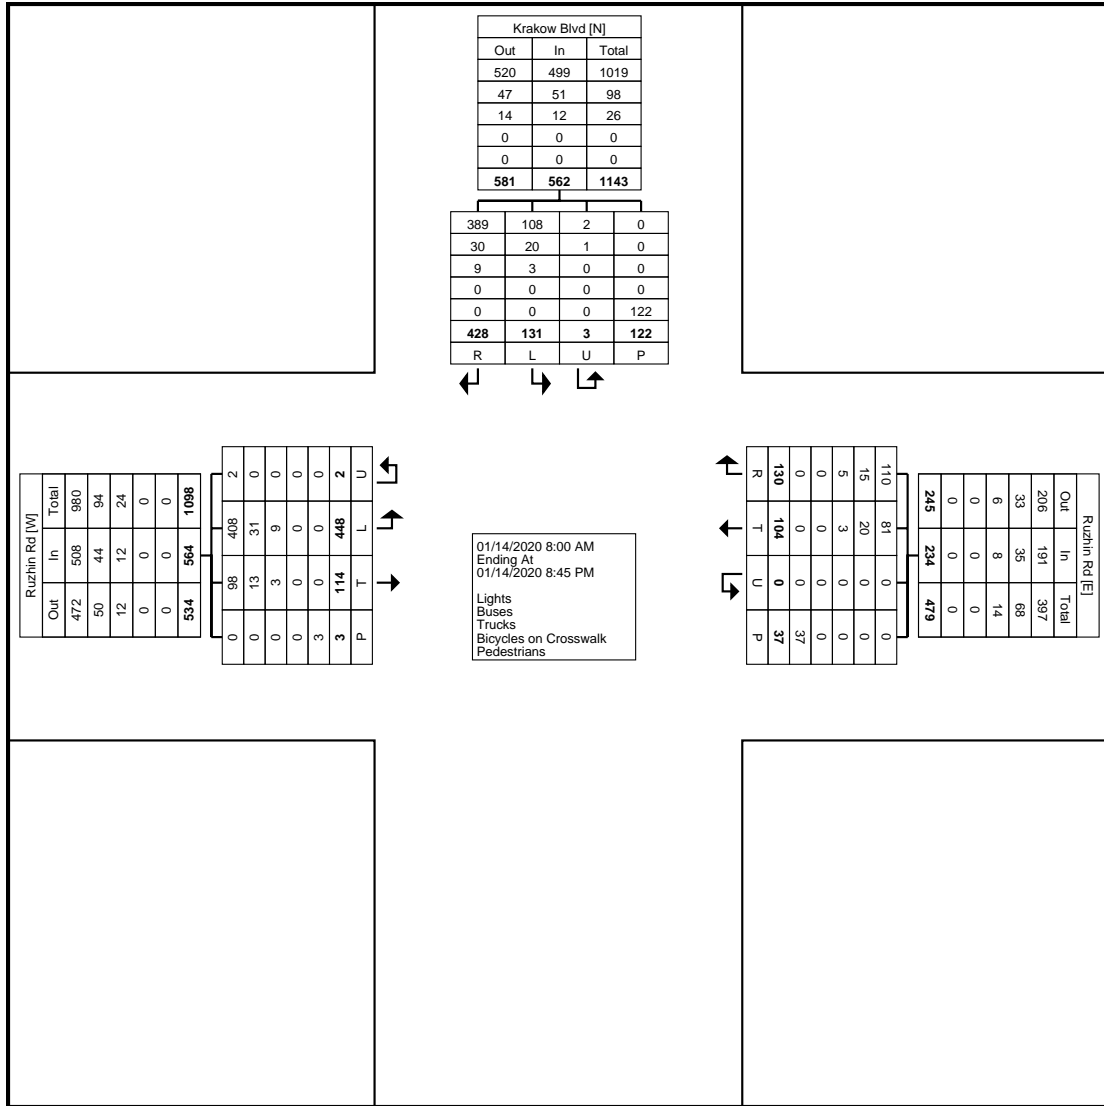 Krakow Blvd [N]
Out In Total
520 499 1019
47 51 98
14 12 26
0 0 0
0 0 0
581 562 1143
389 108 2 0
30 20 1 0
9 3 0 0
0 0 0 0
0 0 0 122
428 131 3 122
R L U P
Ruzhin Rd [W]
Total In Out
980 508 472
94 44 50
24 12 12
0 0 0
0 0 0
1098 564 534
2 408 98 0
0 31 13 0
0 9 3 0
0 0 0 0
0 0 0 3
2 448 114 3
U L T P
01/14/2020 8:00 AM
Ending At
01/14/2020 8:45 PM
Lights
Buses
Trucks
Bicycles on Crosswalk
Pedestrians
R T U P
130 104 0 37
0 0 0 37
0 0 0 0
5 3 0 0
15 20 0 0
110 81 0 0
Ruzhin Rd [E]
Out In Total
206 191 397
33 35 68
6 8 14
0 0 0
0 0 0
245 234 479